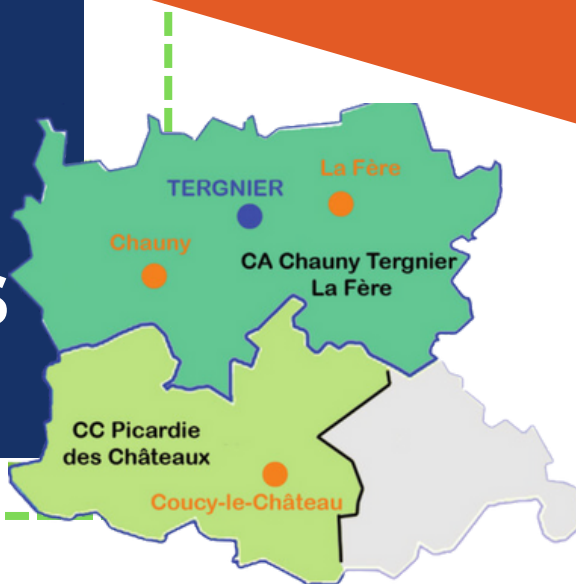 La Fère
TERGNIER
Chauny
CA Chauny Tergnier
La Fère
s
CC Picardie
des Châteaux
Coucy-le-Château